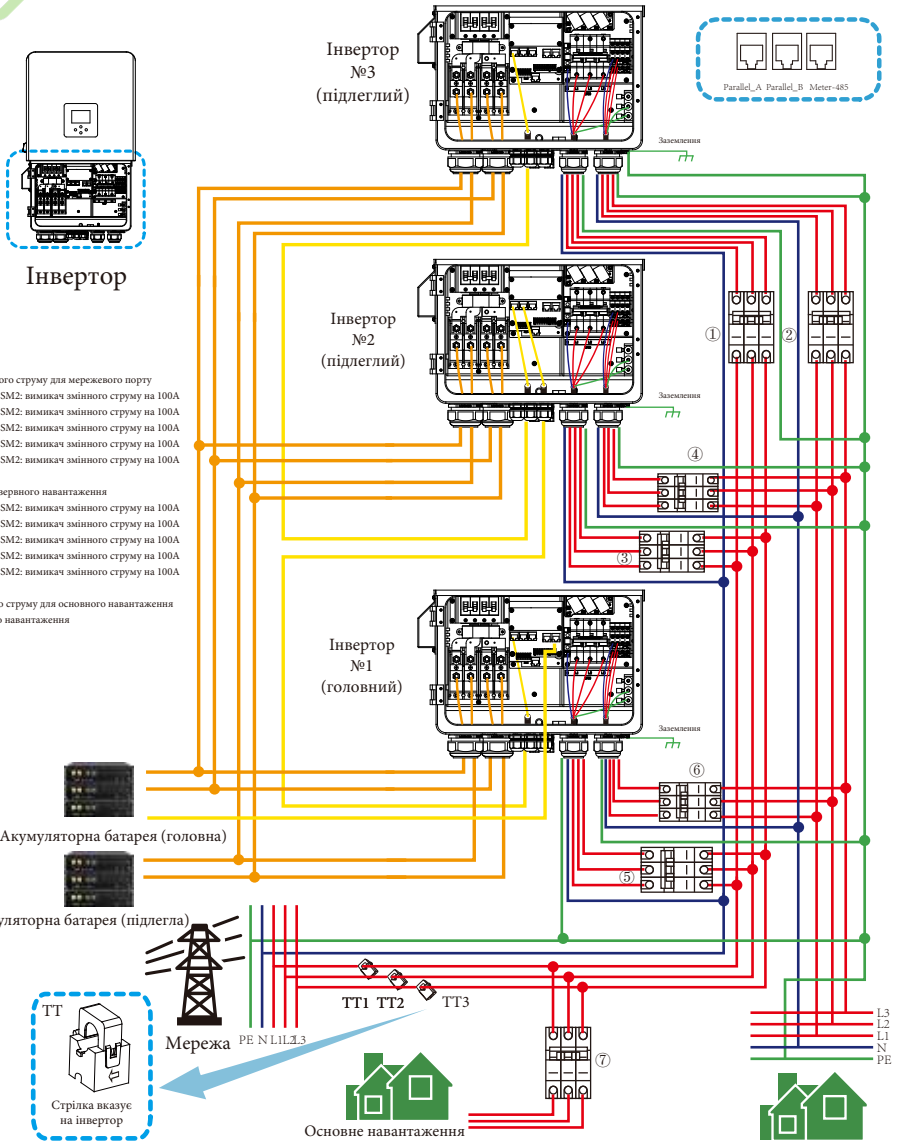 Інвертор
№3
(підлеглий)
Parallel_A Parallel_B Meter-485
Заземлення
Інвертор
Інвертор
№2
(підлеглий)
① ②
ого струму для мережевого порту
SM2: вимикач змінного струму на 100А
SM2: вимикач змінного струму на 100А
SM2: вимикач змінного струму на 100А
SM2: вимикач змінного струму на 100А
SM2: вимикач змінного струму на 100А
Заземлення
④
зервного навантаження
SM2: вимикач змінного струму на 100А
SM2: вимикач змінного струму на 100А
SM2: вимикач змінного струму на 100А
SM2: вимикач змінного струму на 100А
SM2: вимикач змінного струму на 100А
③
о струму для основного навантаження
о навантаження
Інвертор
№1
(головний)
Заземлення
⑥
Акумуляторна батарея (головна)
⑤
уляторна батарея (підлегла)
ТТ1 ТТ2 ТТ3
ТТ
Мережа
PE N L1L2L3
L3
L2
L1
N
PE
⑦
Стрілка вказує
на інвертор
Основне навантаження